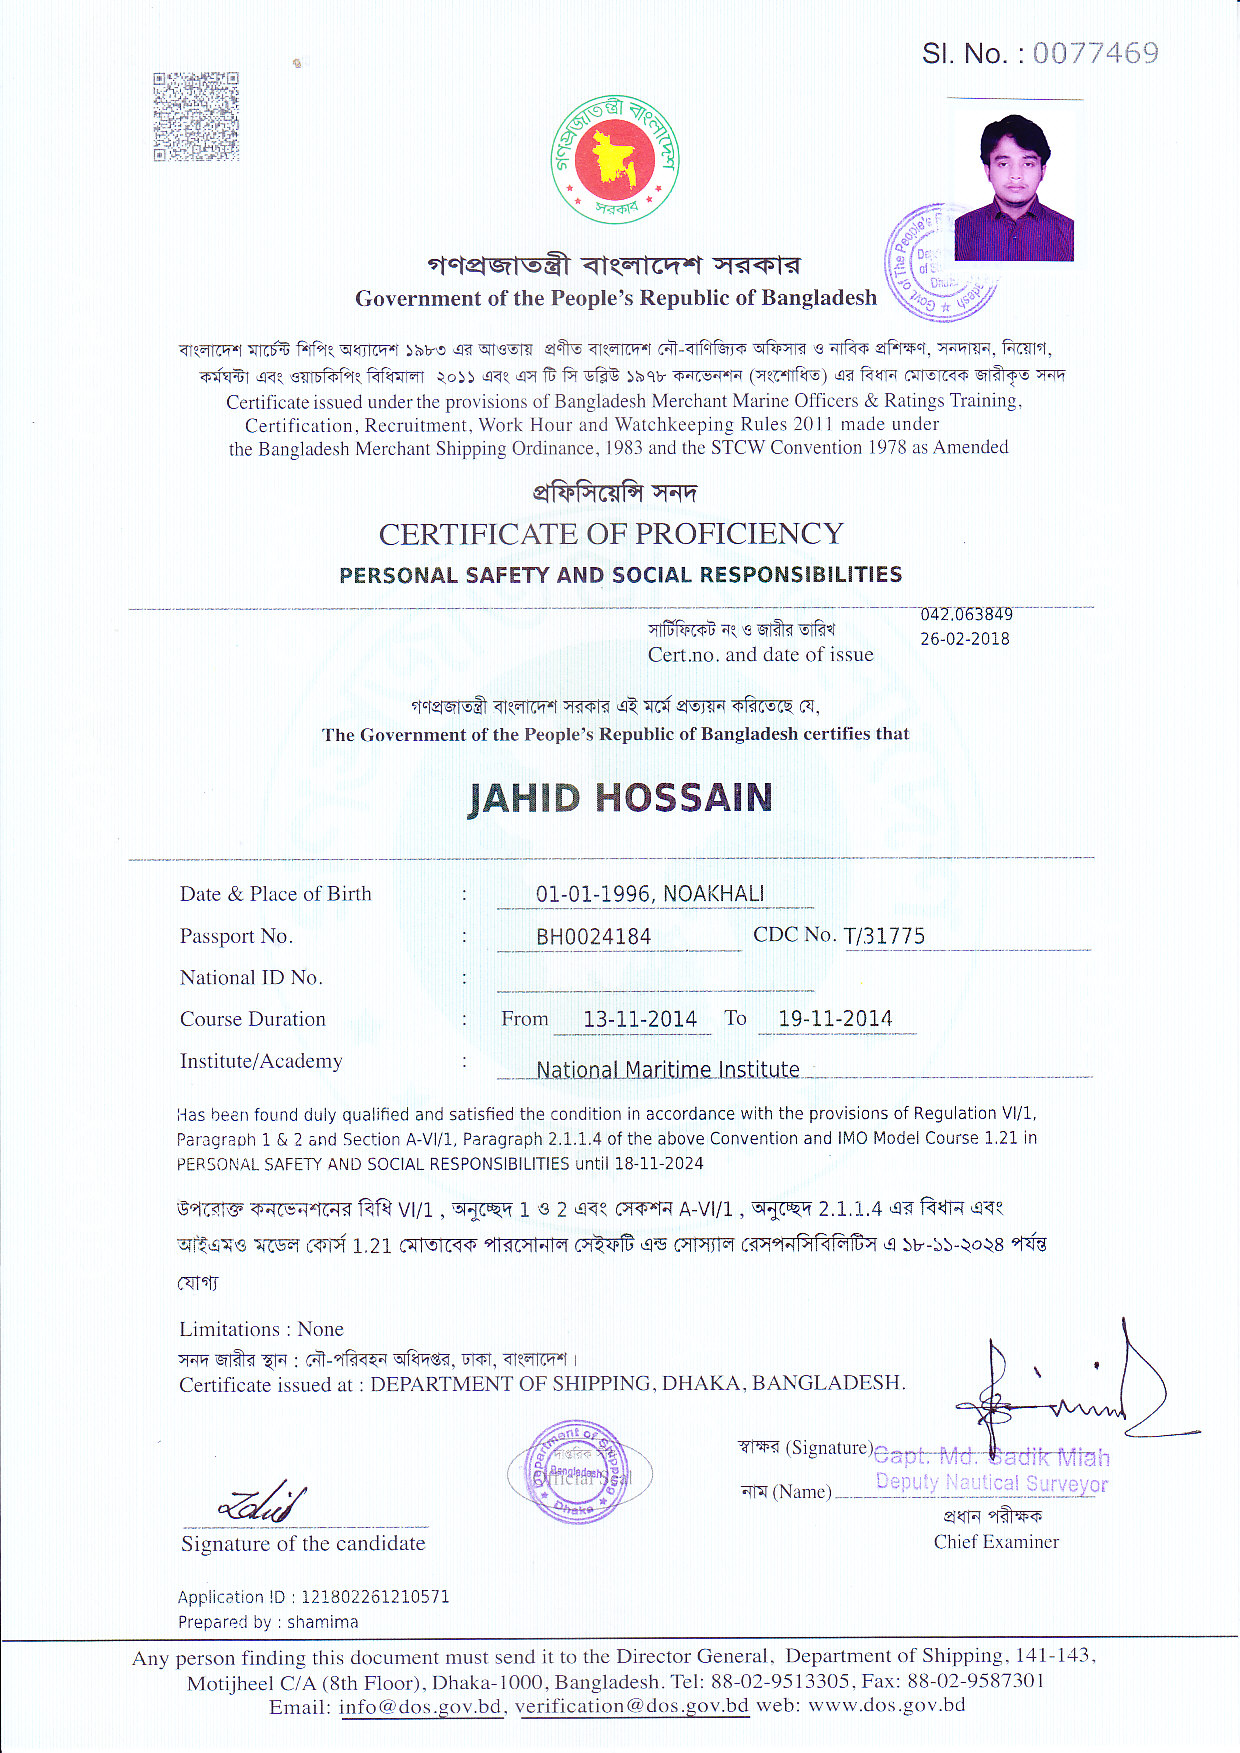 Sl. No. : 0077469
গণপ্রজাতন্ত্রী বাংলাদেশ
সরকার
গণপ্রজাতন্ত্রী বাংলাদেশ সরকার
Government of the People's Republic of Bangladesh
বাংলাদেশ মার্চেন্ট শিপিং অধ্যাদেশ ১৯৮৩ এর আওতায় প্রণীত বাংলাদেশ নৌ-বাণিজ্যিক অফিসার ও নাবিক প্রশিক্ষণ, সনদায়ন, নিয়োগ,
কর্মঘন্টা এবং ওয়াচকিপিং বিধিমালা ২০১১ এবং এস টি সি ডব্লিউ ১৯৭৮ কনভেনশন (সংশোধিত) এর বিধান মোতাবেক জারীকৃত সনদ
Certificate issued under the provisions of Bangladesh Merchant Marine Officers & Ratings Training,
Certification, Recruitment, Work Hour and Watchkeeping Rules 2011 made under
the Bangladesh Merchant Shipping Ordinance, 1983 and the STCW Convention 1978 as Amended
প্রফিসিয়েন্সি সনদ
CERTIFICATE OF PROFICIENCY
PERSONAL SAFETY AND SOCIAL RESPONSIBILITIES
042.063849
সার্টিফিকেট নং ও জারীর তারিখ
26-02-2018
Cert.no. and date of issue
গণপ্রজাতন্ত্রী বাংলাদেশ সরকার এই মর্মে প্রত্যয়ন করিতেছে যে,
The Government of the People's Republic of Bangladesh certifies that
JAHID HOSSAIN
Date & Place of Birth : 01-01-1996, NOAKHALI
Passport No. : BH0024184 CDC No. T/31775
National ID No. :
Course Duration : From 13-11-2014 To 19-11-2014
Institute/Academy : National Maritime Institute
Has been found duly qualified and satisfied the condition in accordance with the provisions of Regulation VI/1,
Paragraph 1 & 2 and Section A-VI/1, Paragraph 2.1.1.4 of the above Convention and IMO Model Course 1.21 in
PERSONAL SAFETY AND SOCIAL RESPONSIBILITIES until 18-11-2024
উপরোক্ত কনভেনশনের বিধি VI/1 , অনুচ্ছেদ 1 ও 2 এবং সেকশন A-VI/1 , অনুচ্ছেদ 2.1.1.4 এর বিধান এবং
আইএমও মডেল কোর্স 1.21 মোতাবেক পারসোনাল সেইফটি এন্ড সোস্যাল রেসপনসিবিলিটিস এ ১৮-১১-২০২৪ পর্যন্ত
যোগ্য
Limitations : None
সনদ জারীর স্থান : নৌ-পরিবহন অধিদপ্তর, ঢাকা, বাংলাদেশ।
Certificate issued at : DEPARTMENT OF SHIPPING, DHAKA, BANGLADESH.
স্বাক্ষর (Signature) Capt. Md. Sadik Miah
নাম (Name) Deputy Nautical Surveyor
প্রধান পরীক্ষক
Chief Examiner
Department of Shipping
Bangladesh
Official Seal
Dhaka
Signature of the candidate
Application ID : 121802261210571
Prepared by : shamima
Any person finding this document must send it to the Director General, Department of Shipping, 141-143,
Motijheel C/A (8th Floor), Dhaka-1000, Bangladesh. Tel: 88-02-9513305, Fax: 88-02-9587301
Email: info@dos.gov.bd, verification@dos.gov.bd web: www.dos.gov.bd